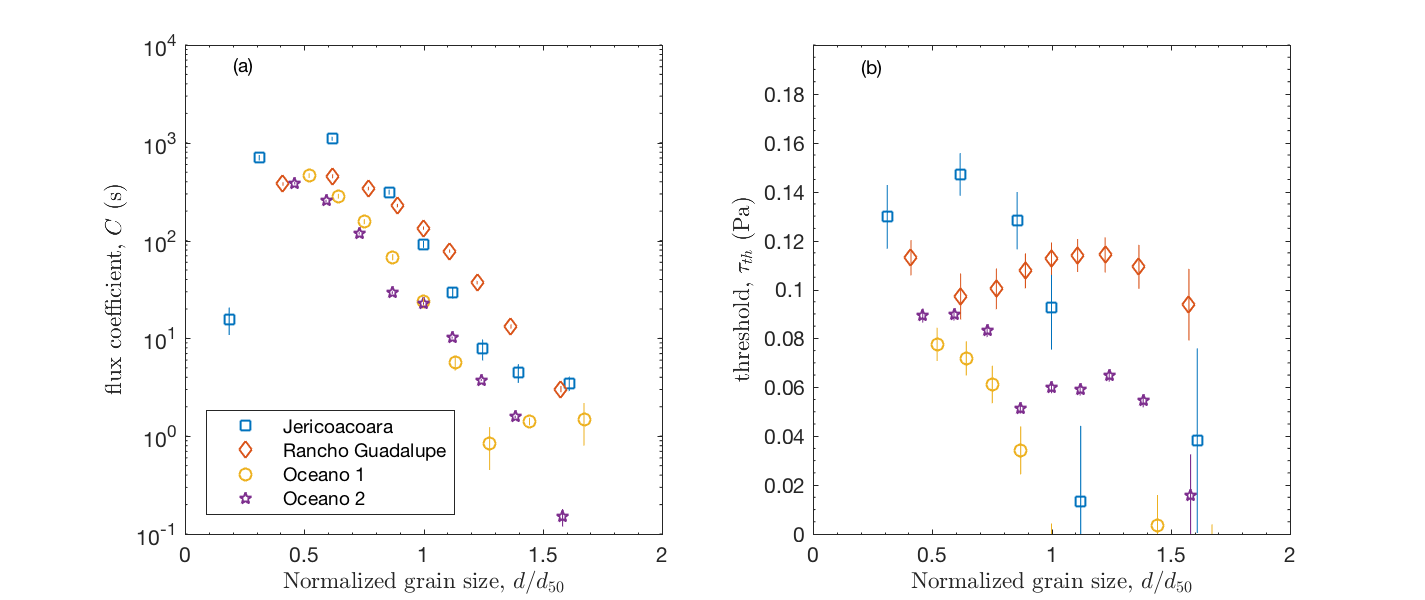 (a)
10^4
10^3
10^2
10^1
10^0
10^-1
flux coefficient, C (s)
Jericoacoara
Rancho Guadalupe
Oceano 1
Oceano 2
0 0.5 1 1.5 2
Normalized grain size, d/d_50
(b)
0.18
0.16
0.14
0.12
0.1
0.08
0.06
0.04
0.02
0
threshold, τ_th (Pa)
0 0.5 1 1.5 2
Normalized grain size, d/d_50